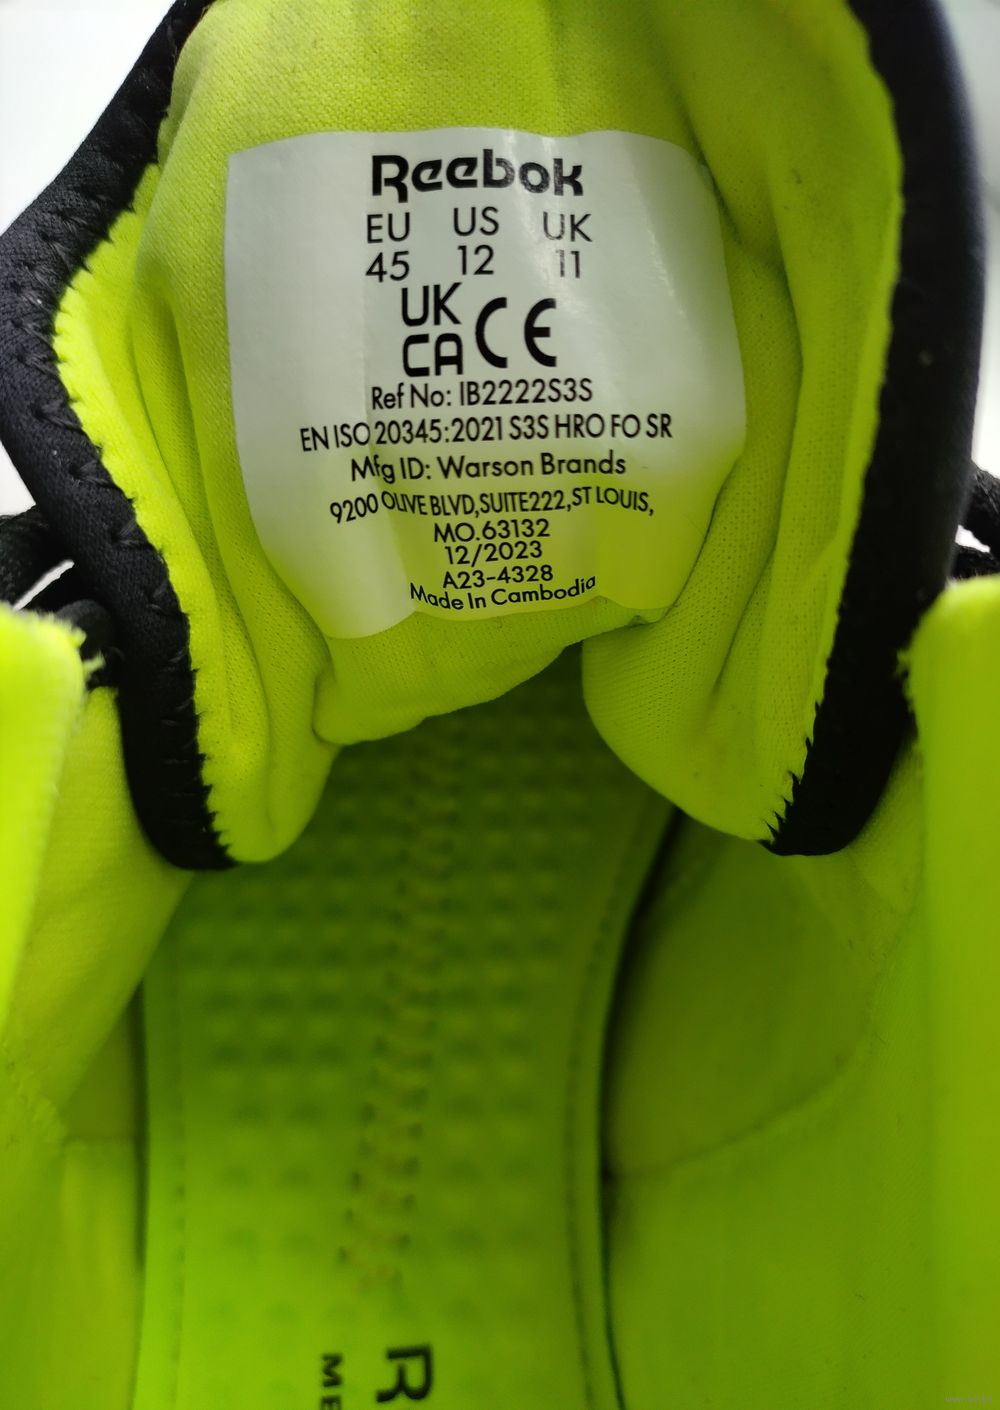 Reebok
EU US UK
45 12 11
UK
CA CE
Ref No: IB2222S3S
EN ISO 20345:2021 S3S HRO FO SR
Mfg ID: Warson Brands
9200 OLIVE BLVD,SUITE222,ST LOUIS,
MO.63132
12/2023
A23-4328
Made In Cambodia
R
ME